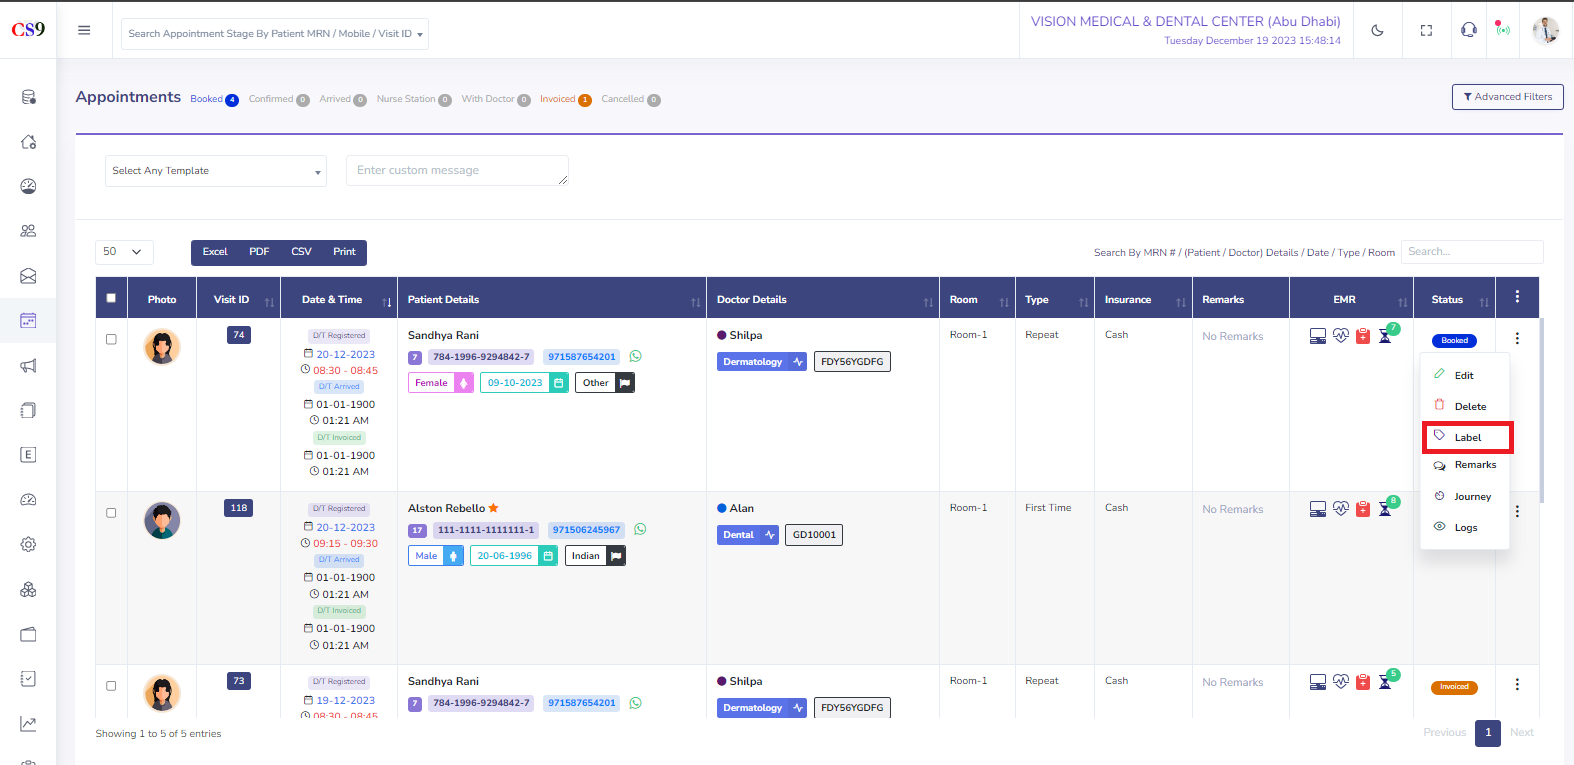 CS9
Search Appointment Stage By Patient MRN / Mobile / Visit ID
VISION MEDICAL & DENTAL CENTER (Abu Dhabi)
Tuesday December 19 2023 15:48:14
Appointments Booked 4 Confirmed 0 Arrived 0 Nurse Station 0 With Doctor 0 Invoiced 1 Cancelled 0
Advanced Filters
Select Any Template
Enter custom message
50 Excel PDF CSV Print
Search By MRN # / (Patient / Doctor) Details / Date / Type / Room Search...
Photo Visit ID Date & Time Patient Details Doctor Details Room Type Insurance Remarks EMR Status
74
D/T Registered
20-12-2023
08:30 - 08:45
D/T Arrived
01-01-1900
01:21 AM
D/T Invoiced
01-01-1900
01:21 AM
Sandhya Rani
7 784-1996-9294842-7 971587654201
Female 09-10-2023 Other
Shilpa
Dermatology FDY56YGDFG
Room-1
Repeat
Cash
No Remarks
7
Booked
Edit
Delete
Label
Remarks
Journey
Logs
118
D/T Registered
20-12-2023
09:15 - 09:30
D/T Arrived
01-01-1900
01:21 AM
D/T Invoiced
01-01-1900
01:21 AM
Alston Rebello
17 111-1111-1111111-1 971506245967
Male 20-06-1996 Indian
Alan
Dental GD10001
Room-1
First Time
Cash
No Remarks
8
73
D/T Registered
19-12-2023
08:30 - 08:45
Sandhya Rani
7 784-1996-9294842-7 971587654201
Shilpa
Dermatology FDY56YGDFG
Room-1
Repeat
Cash
No Remarks
5
Invoiced
E
Showing 1 to 5 of 5 entries
Previous 1 Next